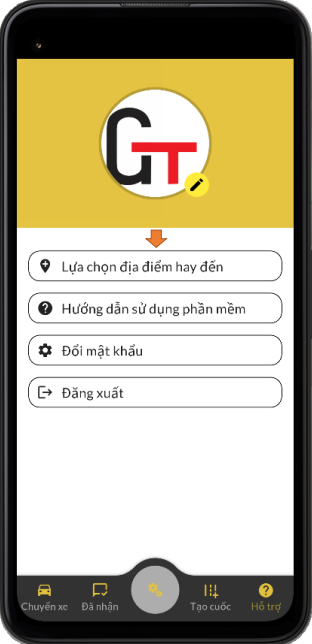 GT
Lựa chọn địa điểm hay đến
Hướng dẫn sử dụng phần mềm
Đổi mật khẩu
Đăng xuất
Chuyến xe Đã nhận Tạo cuốc Hỗ trợ